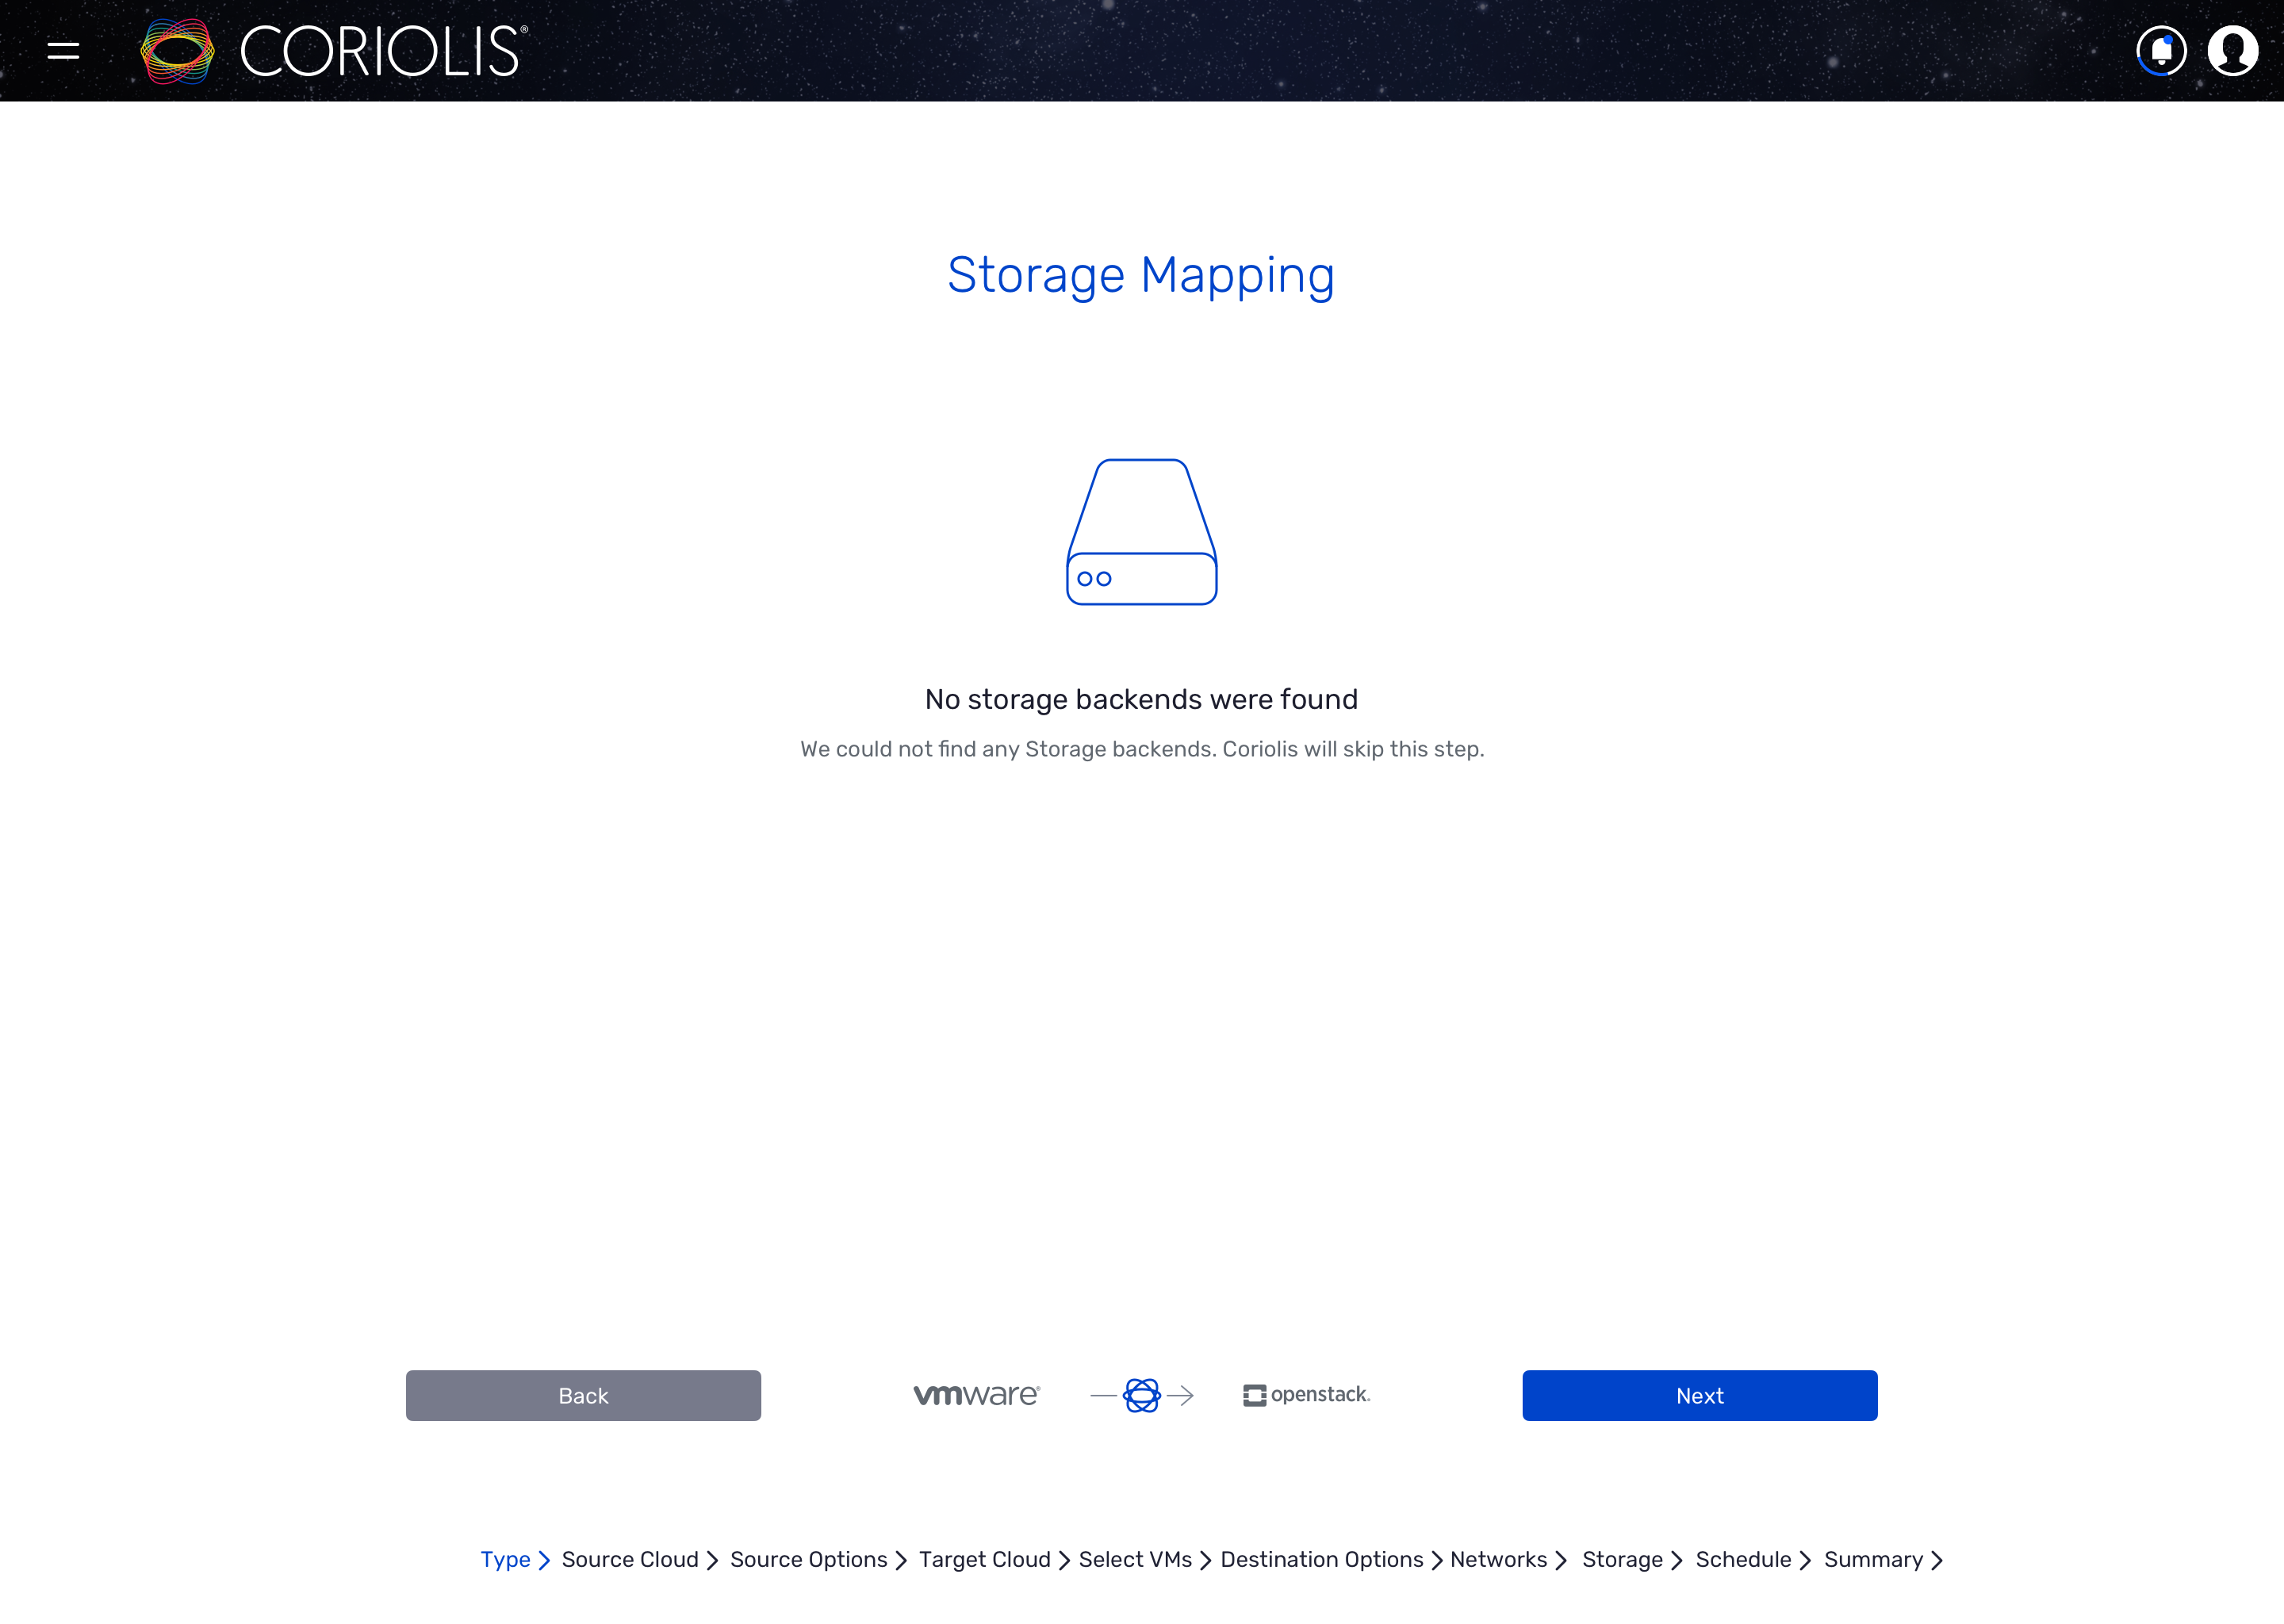 CORIOLIS®
Storage Mapping
No storage backends were found
We could not find any Storage backends. Coriolis will skip this step.
Back
vmware®
openstack.
Next
Type Source Cloud Source Options Target Cloud Select VMs Destination Options Networks Storage Schedule Summary